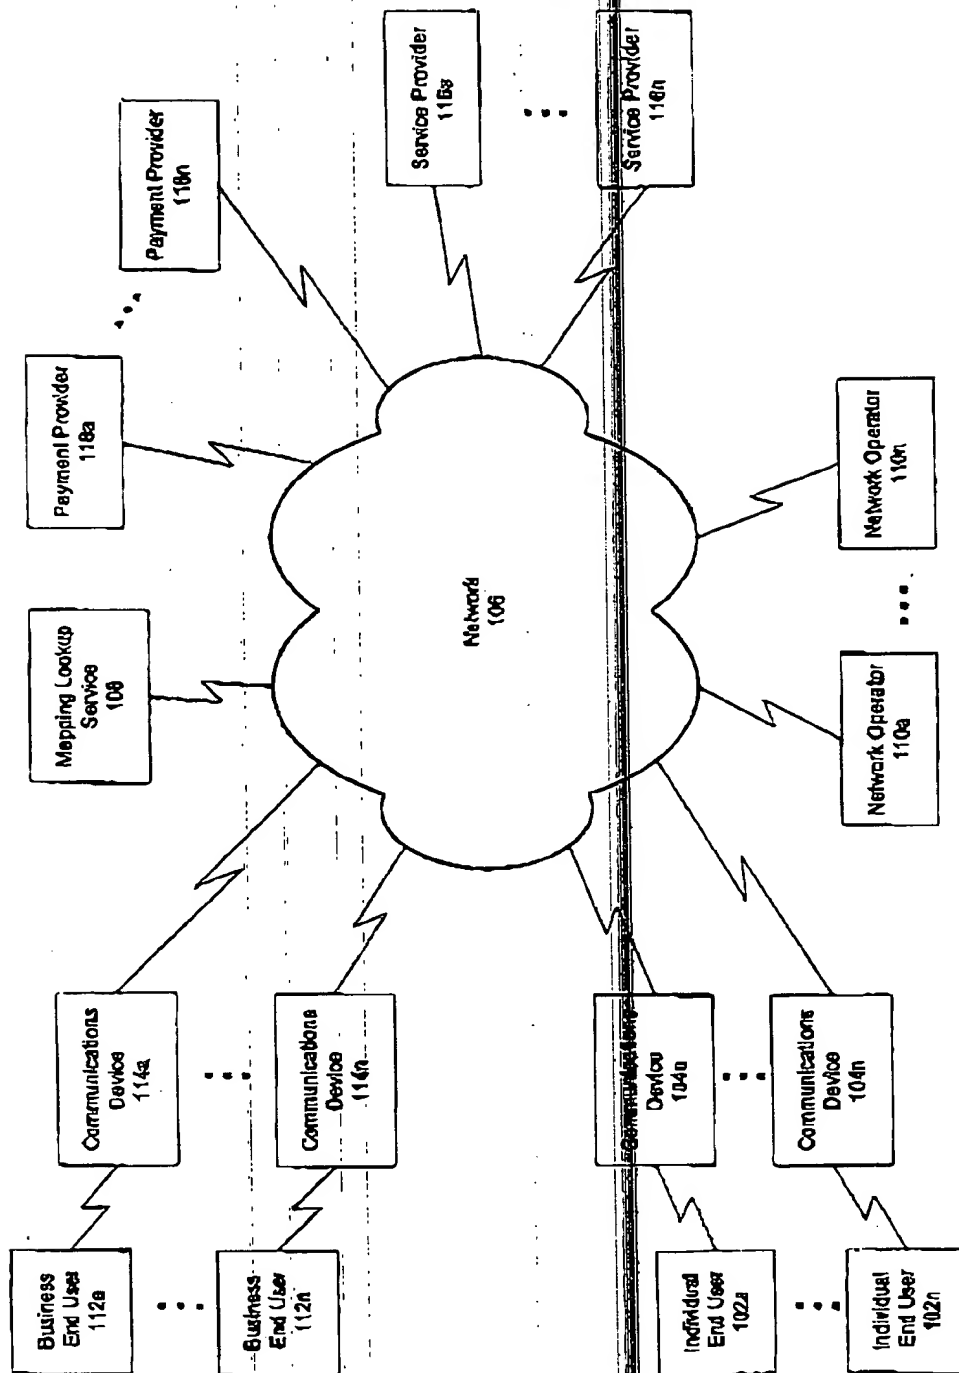 Business
End User
112a
Business
End User
112n
Individual
End User
102a
Individual
End User
102n
Communications
Device
114a
Communications
Device
114n
Communications
Device
104a
Communications
Device
104n
Mapping Lookup
Service
108
Payment Provider
118a
Payment Provider
118n
Network
106
Network Operator
110a
Network Operator
110n
Service Provider
116a
Service Provider
116n